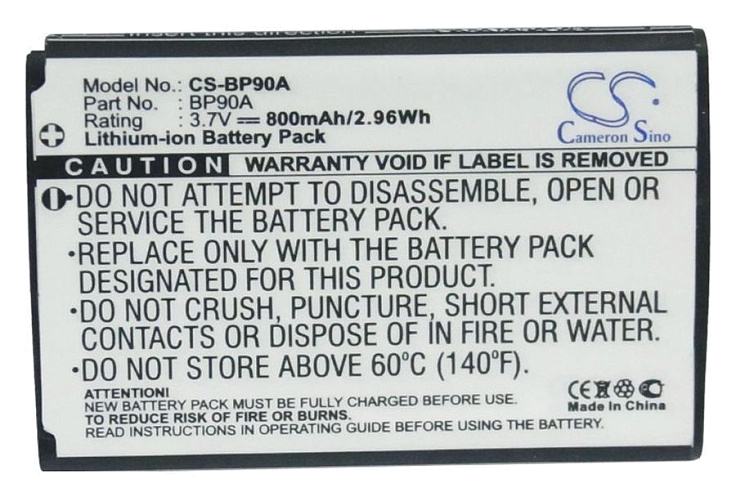 Model No.: CS-BP90A
Part No. : BP90A
Rating : 3.7V ⎓ 800mAh/2.96Wh
Lithium-ion Battery Pack
CS
Cameron Sino
CAUTION WARRANTY VOID IF LABEL IS REMOVED
•DO NOT ATTEMPT TO DISASSEMBLE, OPEN OR
SERVICE THE BATTERY PACK.
•REPLACE ONLY WITH THE BATTERY PACK
DESIGNATED FOR THIS PRODUCT.
•DO NOT CRUSH, PUNCTURE, SHORT EXTERNAL
CONTACTS OR DISPOSE OF IN FIRE OR WATER.
•DO NOT STORE ABOVE 60°C (140°F).
ATTENTION!
NEW BATTERY PACK MUST BE FULLY CHARGED BEFORE USE.
TO REDUCE RISK OF FIRE OR BURNS.
READ INSTRUCTIONS IN OPERATING GUIDE BEFORE USE.
CE
Made In China